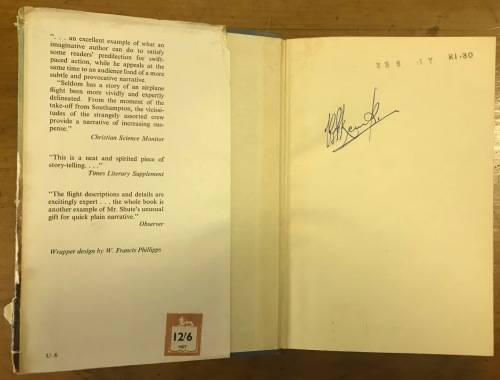 “. . . an excellent example of what an
imaginative author can do to satisfy
some readers' predilection for swift-
paced action, while he appeals at the
same time to an audience fond of a more
subtle and provocative narrative.
“Seldom has a story of an airplane
flight been more vividly and expertly
delineated. From the moment of the
take-off from Southampton, the vicissi-
tudes of the strangely assorted crew
provide a narrative of increasing sus-
pense.”
Christian Science Monitor
“This is a neat and spirited piece of
story-telling. . . .”
Times Literary Supplement
“The flight descriptions and details are
excitingly expert . . . the whole book is
another example of Mr. Shute's unusual
gift for quick plain narrative.”
Observer
Wrapper design by W. Francis Phillipps
12/6
NET
U 6
R1·80